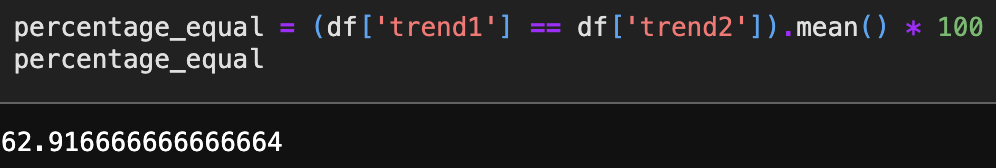 percentage_equal = (df['trend1'] == df['trend2']).mean() * 100
percentage_equal
62.916666666666664